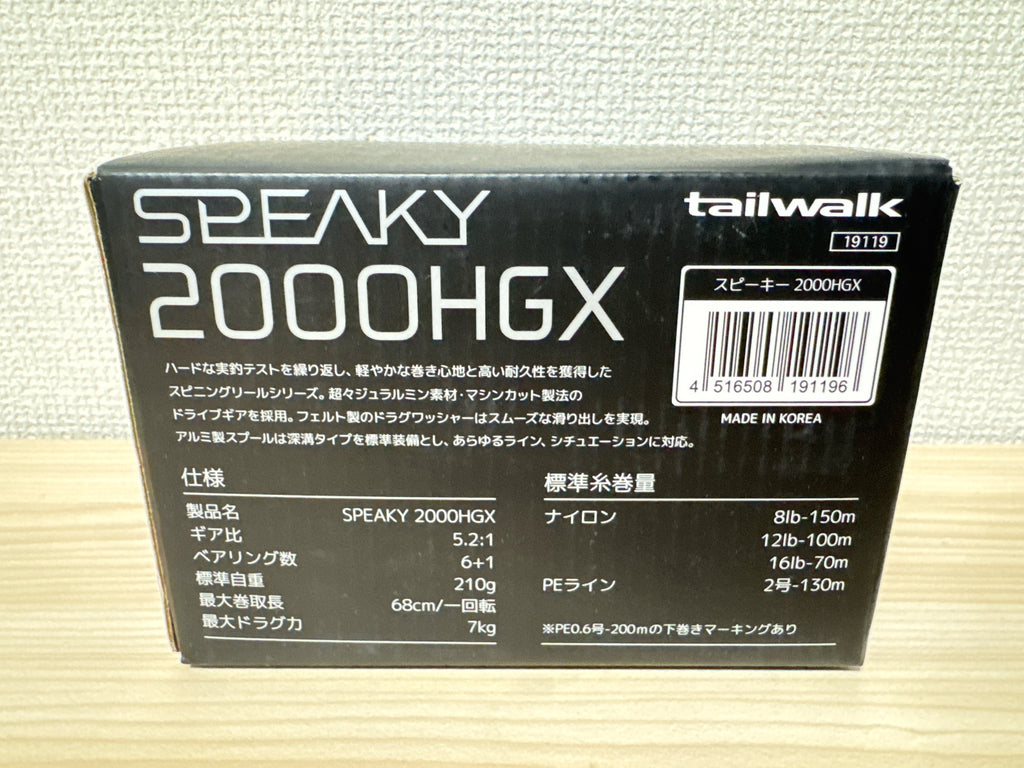 SPEAKY
2000HGX
tailwalk
19119
スピーキー 2000HGX
4 516508 191196
MADE IN KOREA
ハードな実釣テストを繰り返し、軽やかな巻き心地と高い耐久性を獲得した
スピニングリールシリーズ。超々ジュラルミン素材・マシンカット製法の
ドライブギアを採用。フェルト製のドラグワッシャーはスムーズな滑り出しを実現。
アルミ製スプールは深溝タイプを標準装備とし、あらゆるライン、シチュエーションに対応。
仕様
製品名 SPEAKY 2000HGX
ギア比 5.2:1
ベアリング数 6+1
標準自重 210g
最大巻取長 68cm/一回転
最大ドラグ力 7kg
標準糸巻量
ナイロン 8lb-150m
12lb-100m
16lb-70m
PEライン 2号-130m
※PE0.6号-200mの下巻きマーキングあり